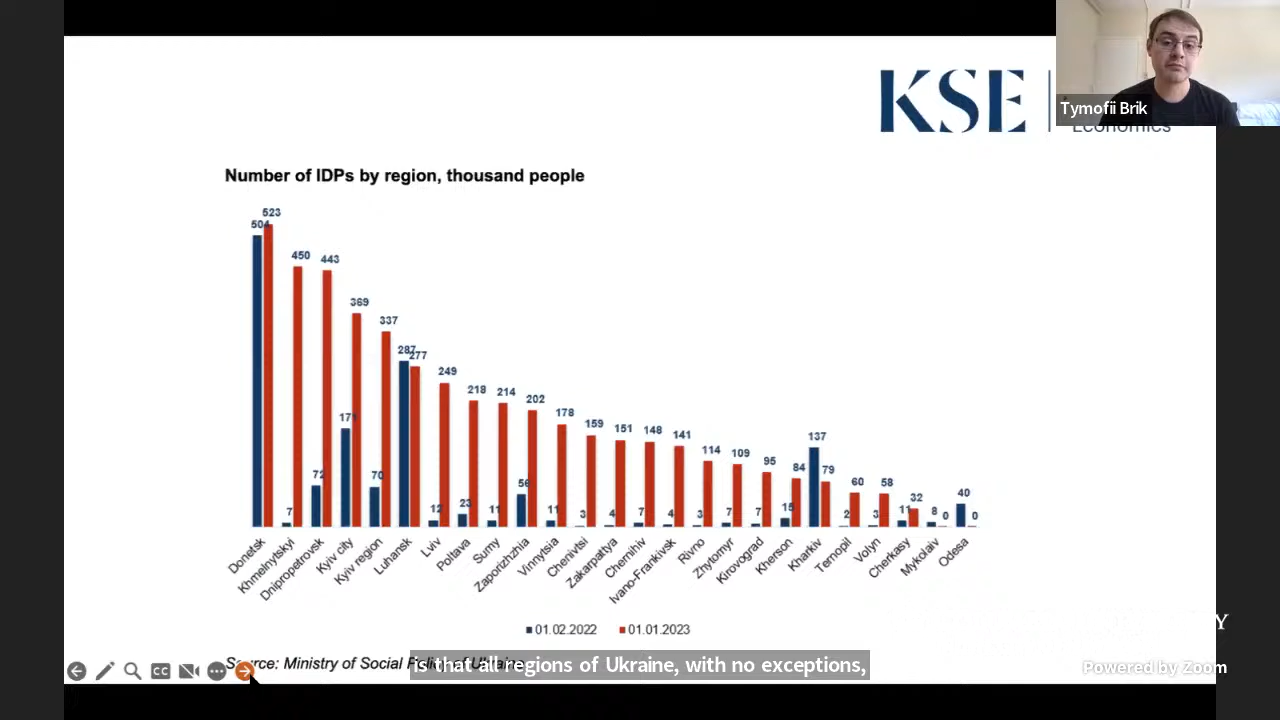 KSE
Economics
Tymofii Brik
Number of IDPs by region, thousand people
504 523
7 450
72 443
171 369
70 337
287 277
12 249
23 218
11 214
56 202
11 178
3 159
4 151
7 148
4 141
3 114
7 109
7 95
15 84
137 79
2 60
3 58
11 32
8 0
40 0
Donetsk
Khmelnytskyi
Dnipropetrovsk
Kyiv city
Kyiv region
Luhansk
Lviv
Poltava
Sumy
Zaporizhzhia
Vinnytsia
Chenivtsi
Zakarpattya
Chernihiv
Ivano-Frankivsk
Rivno
Zhytomyr
Kirovograd
Kherson
Kharkiv
Ternopil
Volyn
Cherkasy
Mykolaiv
Odesa
01.02.2022 01.01.2023
Source: Ministry of Social
is that all regions of Ukraine, with no exceptions,
CC
Y
Powered by Zoom